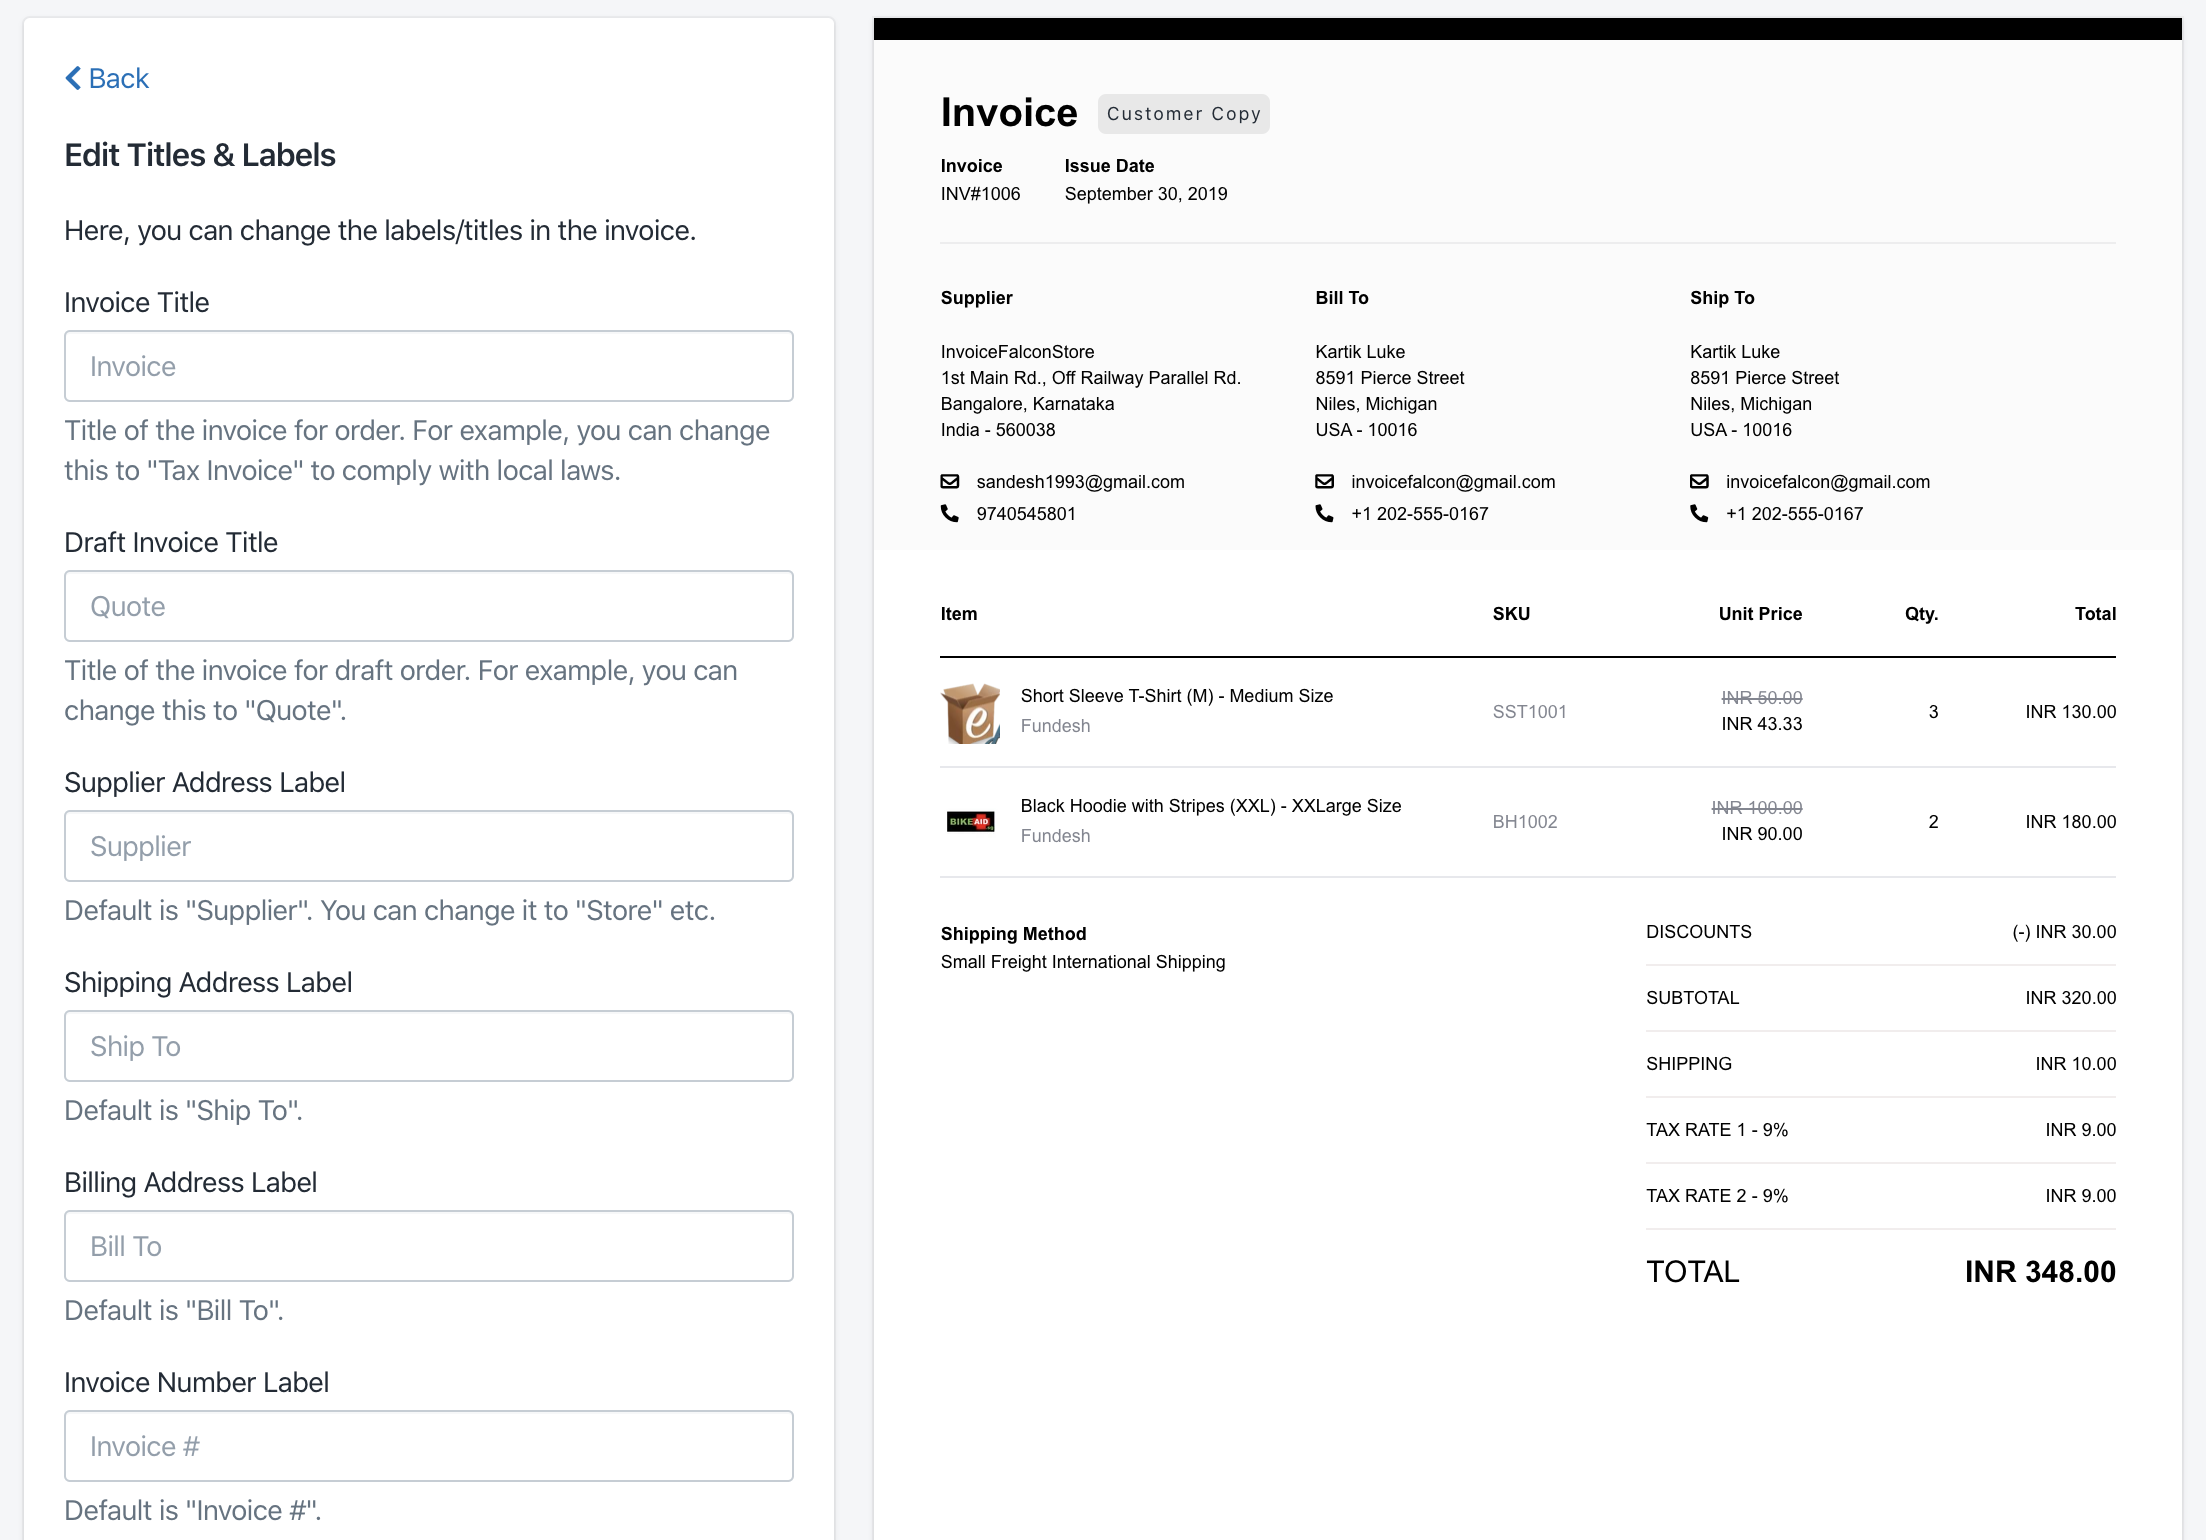 Back
Edit Titles & Labels
Here, you can change the labels/titles in the invoice.
Invoice Title
Invoice
Title of the invoice for order. For example, you can change
this to "Tax Invoice" to comply with local laws.
Draft Invoice Title
Quote
Title of the invoice for draft order. For example, you can
change this to "Quote".
Supplier Address Label
Supplier
Default is "Supplier". You can change it to "Store" etc.
Shipping Address Label
Ship To
Default is "Ship To".
Billing Address Label
Bill To
Default is "Bill To".
Invoice Number Label
Invoice #
Default is "Invoice #".
Invoice Customer Copy
Invoice Issue Date
INV#1006 September 30, 2019
Supplier Bill To Ship To
InvoiceFalconStore Kartik Luke Kartik Luke
1st Main Rd., Off Railway Parallel Rd. 8591 Pierce Street 8591 Pierce Street
Bangalore, Karnataka Niles, Michigan Niles, Michigan
India - 560038 USA - 10016 USA - 10016
sandesh1993@gmail.com invoicefalcon@gmail.com invoicefalcon@gmail.com
9740545801 +1 202-555-0167 +1 202-555-0167
Item SKU Unit Price Qty. Total
Short Sleeve T-Shirt (M) - Medium Size
Fundesh
SST1001
INR 50.00
INR 43.33
3
INR 130.00
BIKEAID
Black Hoodie with Stripes (XXL) - XXLarge Size
Fundesh
BH1002
INR 100.00
INR 90.00
2
INR 180.00
Shipping Method
Small Freight International Shipping
DISCOUNTS (-) INR 30.00
SUBTOTAL INR 320.00
SHIPPING INR 10.00
TAX RATE 1 - 9% INR 9.00
TAX RATE 2 - 9% INR 9.00
TOTAL INR 348.00